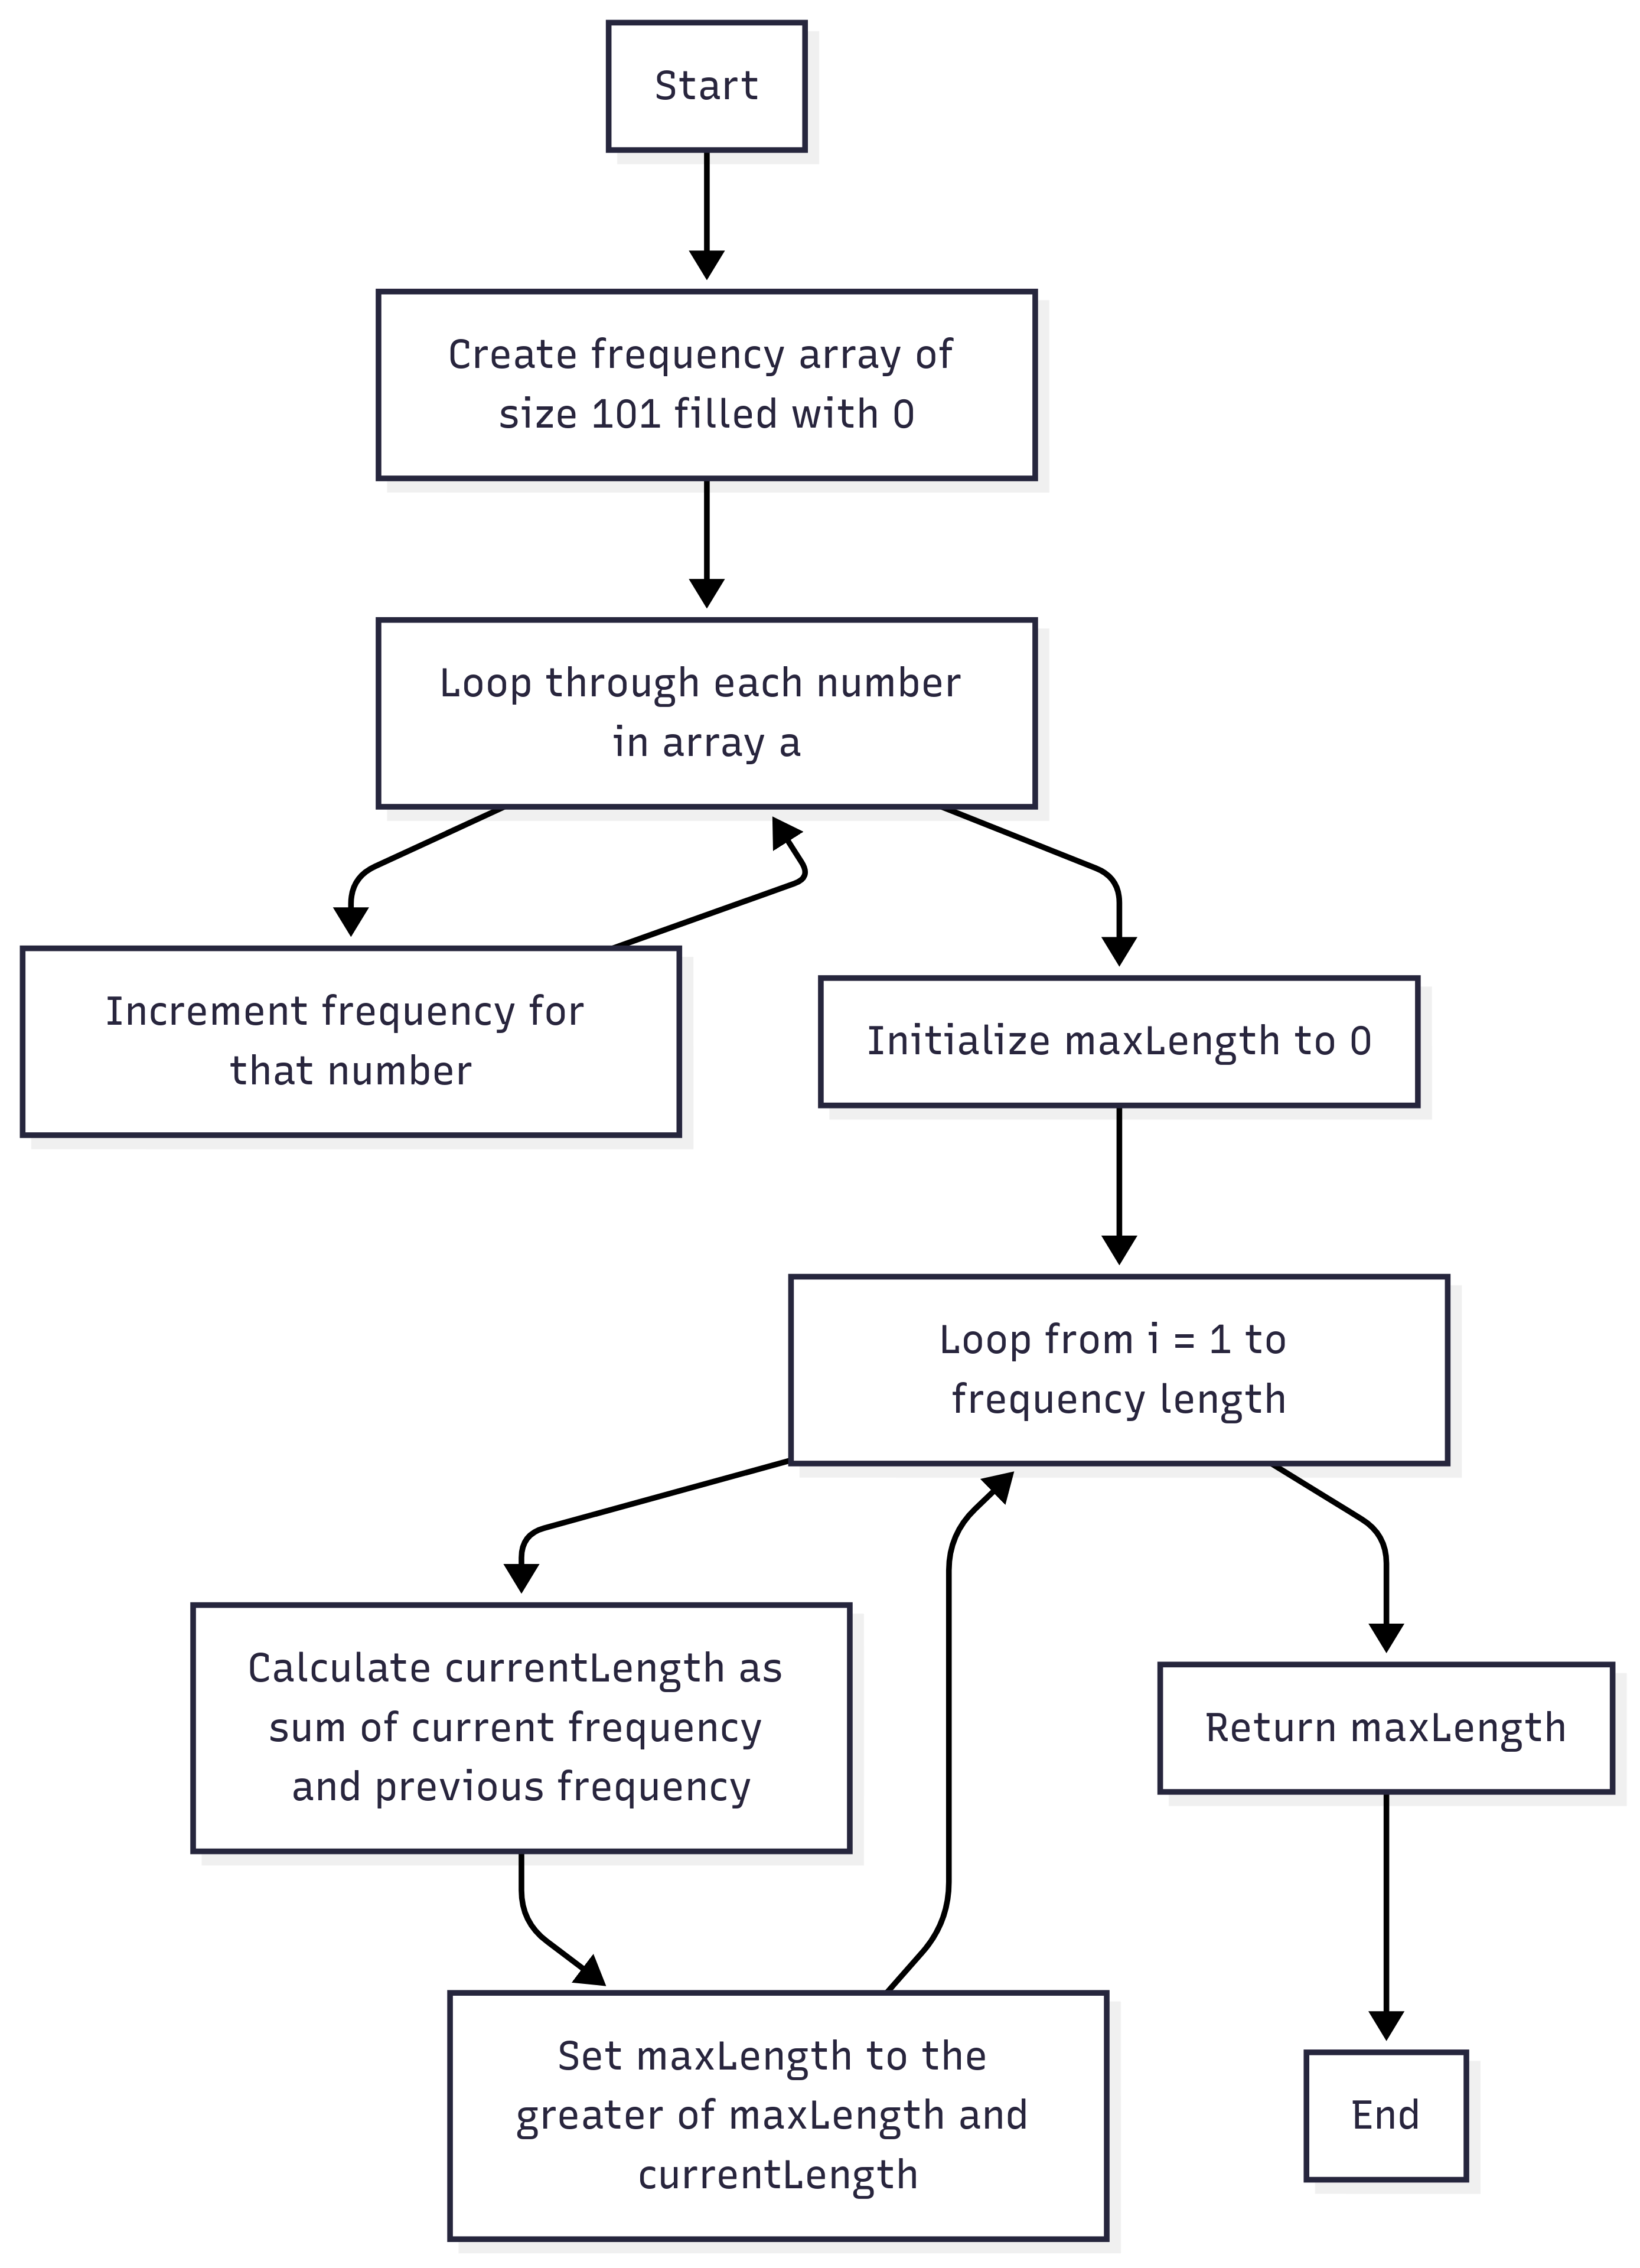 Start
Create frequency array of
size 101 filled with 0
Loop through each number
in array a
Increment frequency for
that number
Initialize maxLength to 0
Loop from i = 1 to
frequency length
Calculate currentLength as
sum of current frequency
and previous frequency
Return maxLength
Set maxLength to the
greater of maxLength and
currentLength
End